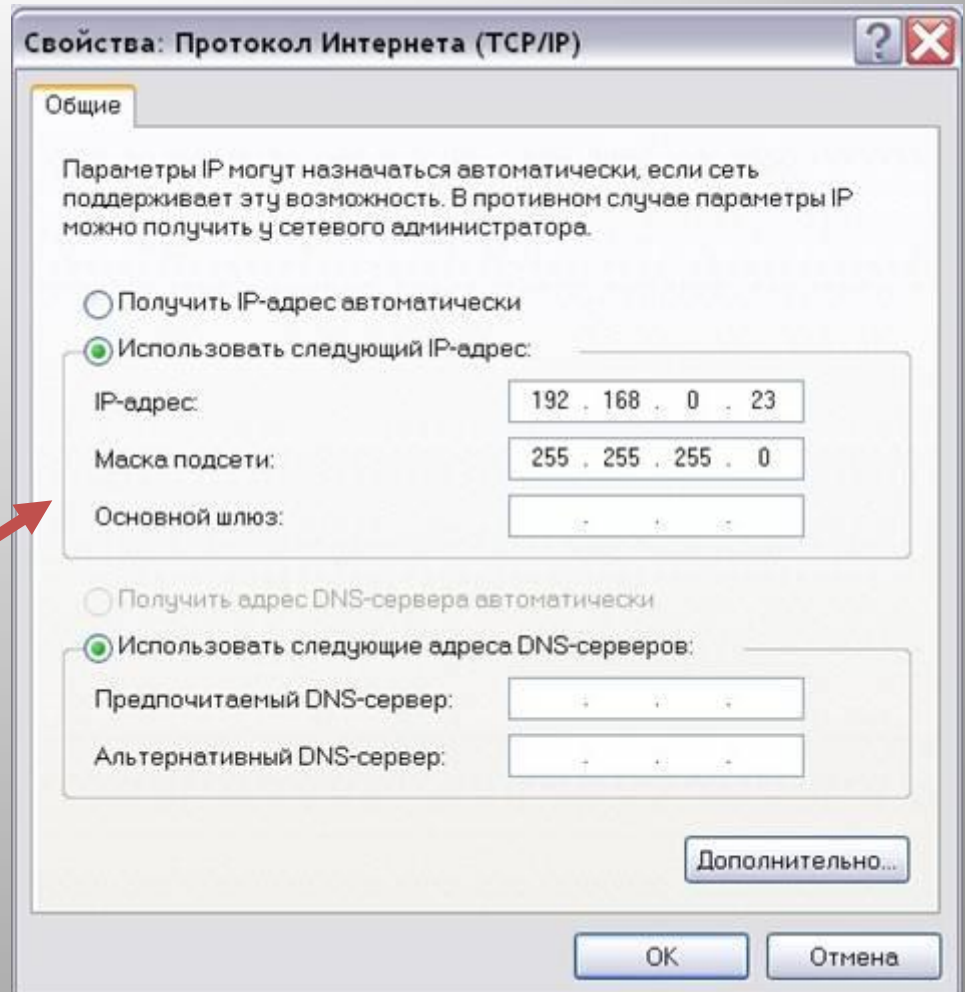 Свойства: Протокол Интернета (TCP/IP)
Общие
Параметры IP могут назначаться автоматически, если сеть
поддерживает эту возможность. В противном случае параметры IP
можно получить у сетевого администратора.
Получить IP-адрес автоматически
Использовать следующий IP-адрес:
IP-адрес: 192 . 168 . 0 . 23
Маска подсети: 255 . 255 . 255 . 0
Основной шлюз: . . .
Получить адрес DNS-сервера автоматически
Использовать следующие адреса DNS-серверов:
Предпочитаемый DNS-сервер: . . .
Альтернативный DNS-сервер: . . .
Дополнительно...
OK Отмена